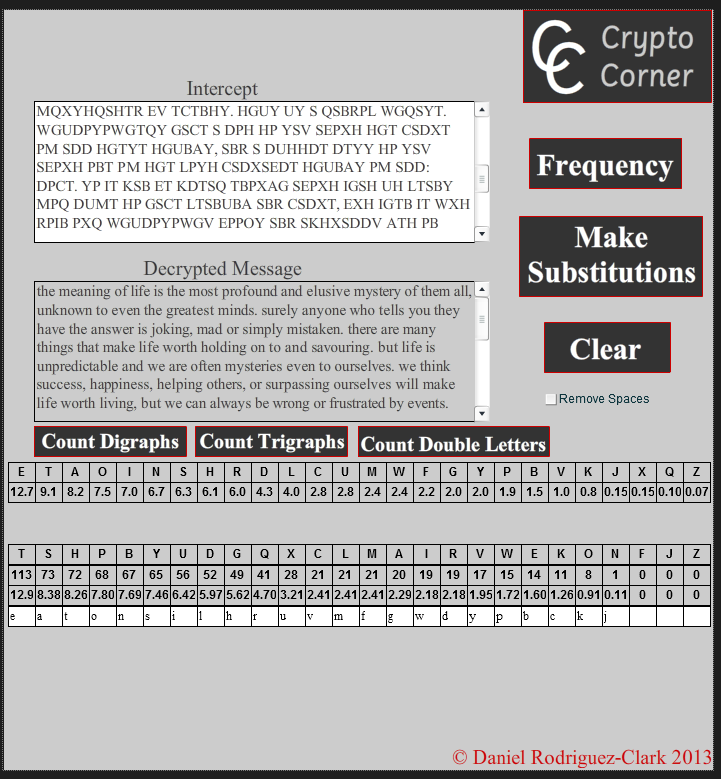 Crypto
Corner
Intercept
MQXYHQSHTR EV TCTBHY. HGUY UY S QSBRPL WGQSYT.
WGUDPYPWGTQY GSCT S DPH HP YSV SEPXH HGT CSDXT
PM SDD HGTYT HGUBAY, SBR S DUHHDT DTYY HP YSV
SEPXH PBT PM HGT LPYH CSDXSEDT HGUBAY PM SDD:
DPCT. YP IT KSB ET KDTSQ TBPXAG SEPXH IGSH UH LTSBY
MPQ DUMT HP GSCT LTSBUBA SBR CSDXT, EXH IGTB IT WXH
RPIB PXQ WGUDPYPWGV EPPOY SBR SKHXSDDV ATH PB
Decrypted Message
the meaning of life is the most profound and elusive mystery of them all,
unknown to even the greatest minds. surely anyone who tells you they
have the answer is joking, mad or simply mistaken. there are many
things that make life worth holding on to and savouring. but life is
unpredictable and we are often mysteries even to ourselves. we think
success, happiness, helping others, or surpassing ourselves will make
life worth living, but we can always be wrong or frustrated by events.
Frequency
Make
Substitutions
Clear
Remove Spaces
Count Digraphs Count Trigraphs Count Double Letters
E T A O I N S H R D L C U M W F G Y P B V K J X Q Z
12.7 9.1 8.2 7.5 7.0 6.7 6.3 6.1 6.0 4.3 4.0 2.8 2.8 2.4 2.4 2.2 2.0 2.0 1.9 1.5 1.0 0.8 0.15 0.15 0.10 0.07
T S H P B Y U D G Q X C L M A I R V W E K O N F J Z
113 73 72 68 67 65 56 52 49 41 28 21 21 21 20 19 19 17 15 14 11 8 1 0 0 0
12.9 8.38 8.26 7.80 7.69 7.46 6.42 5.97 5.62 4.70 3.21 2.41 2.41 2.41 2.29 2.18 2.18 1.95 1.72 1.60 1.26 0.91 0.11 0 0 0
e a t o n s i l h r u v m f g w d y p b c k j
© Daniel Rodriguez-Clark 2013